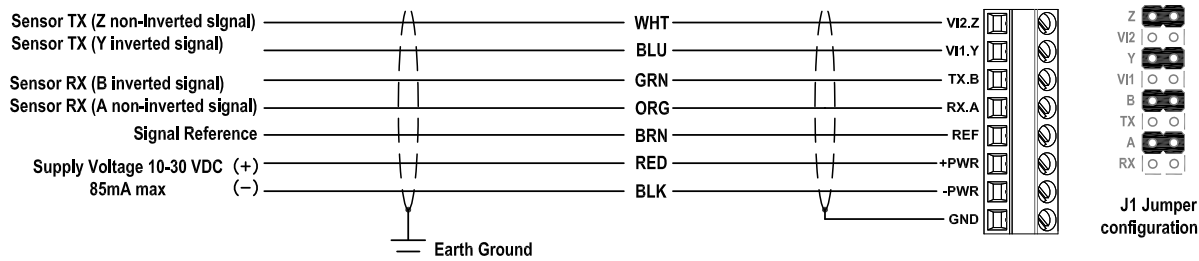 Sensor TX (Z non-inverted signal) WHT VI2.Z
Sensor TX (Y inverted signal) BLU VI1.Y
Sensor RX (B inverted signal) GRN TX.B
Sensor RX (A non-inverted signal) ORG RX.A
Signal Reference BRN REF
Supply Voltage 10-30 VDC (+) RED +PWR
85mA max (−) BLK -PWR
GND
Earth Ground
Z
VI2
Y
VI1
B
TX
A
RX
J1 Jumper
configuration